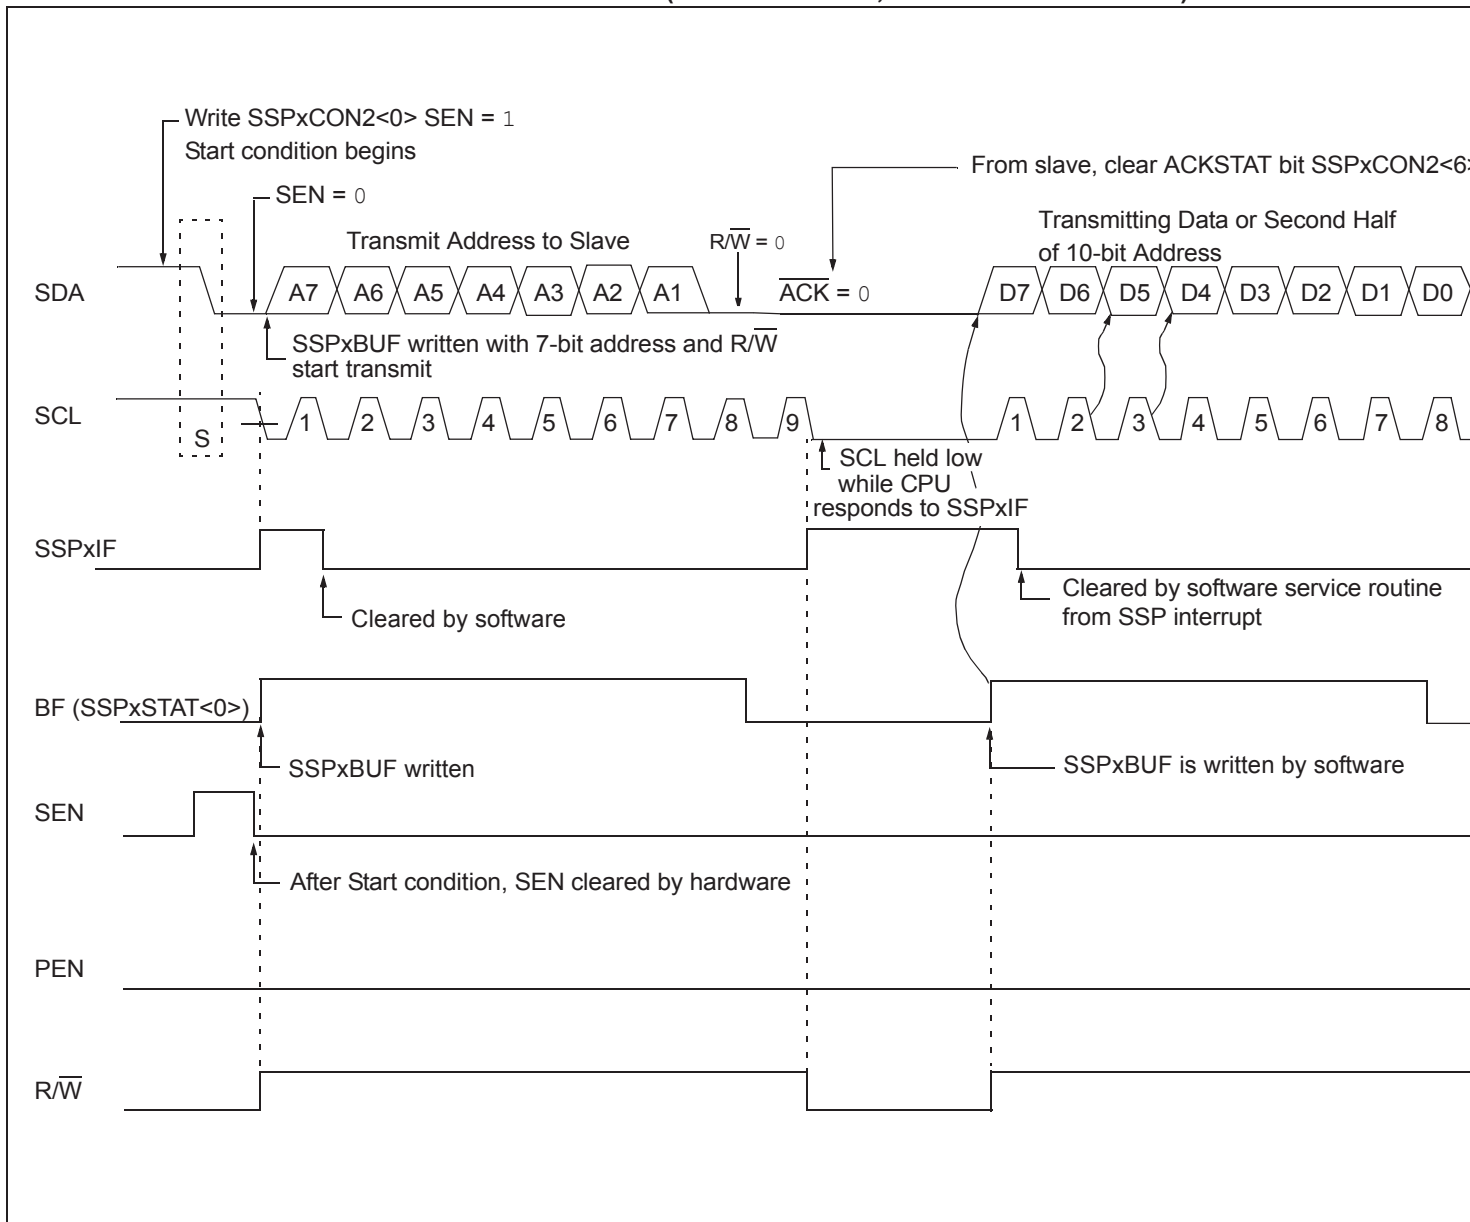 Write SSPxCON2<0> SEN = 1
Start condition begins
From slave, clear ACKSTAT bit SSPxCON2<6>
SEN = 0
Transmitting Data or Second Half
of 10-bit Address
Transmit Address to Slave
R/W̅ = 0
SDA
A7 A6 A5 A4 A3 A2 A1
A̅C̅K̅ = 0
D7 D6 D5 D4 D3 D2 D1 D0
SSPxBUF written with 7-bit address and R/W̅
start transmit
SCL
S
1 2 3 4 5 6 7 8 9
1 2 3 4 5 6 7 8
SCL held low
while CPU
responds to SSPxIF
SSPxIF
Cleared by software
Cleared by software service routine
from SSP interrupt
BF (SSPxSTAT<0>)
SSPxBUF written
SSPxBUF is written by software
SEN
After Start condition, SEN cleared by hardware
PEN
R/W̅